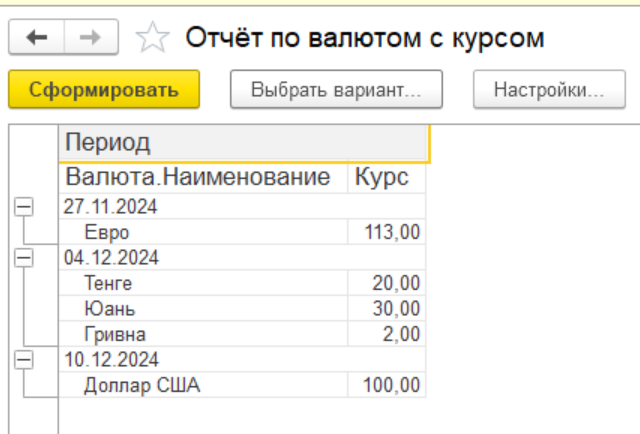 Отчёт по валютом с курсом
Сформировать Выбрать вариант... Настройки...
Период
Валюта.Наименование Курс
27.11.2024
Евро 113,00
04.12.2024
Тенге 20,00
Юань 30,00
Гривна 2,00
10.12.2024
Доллар США 100,00